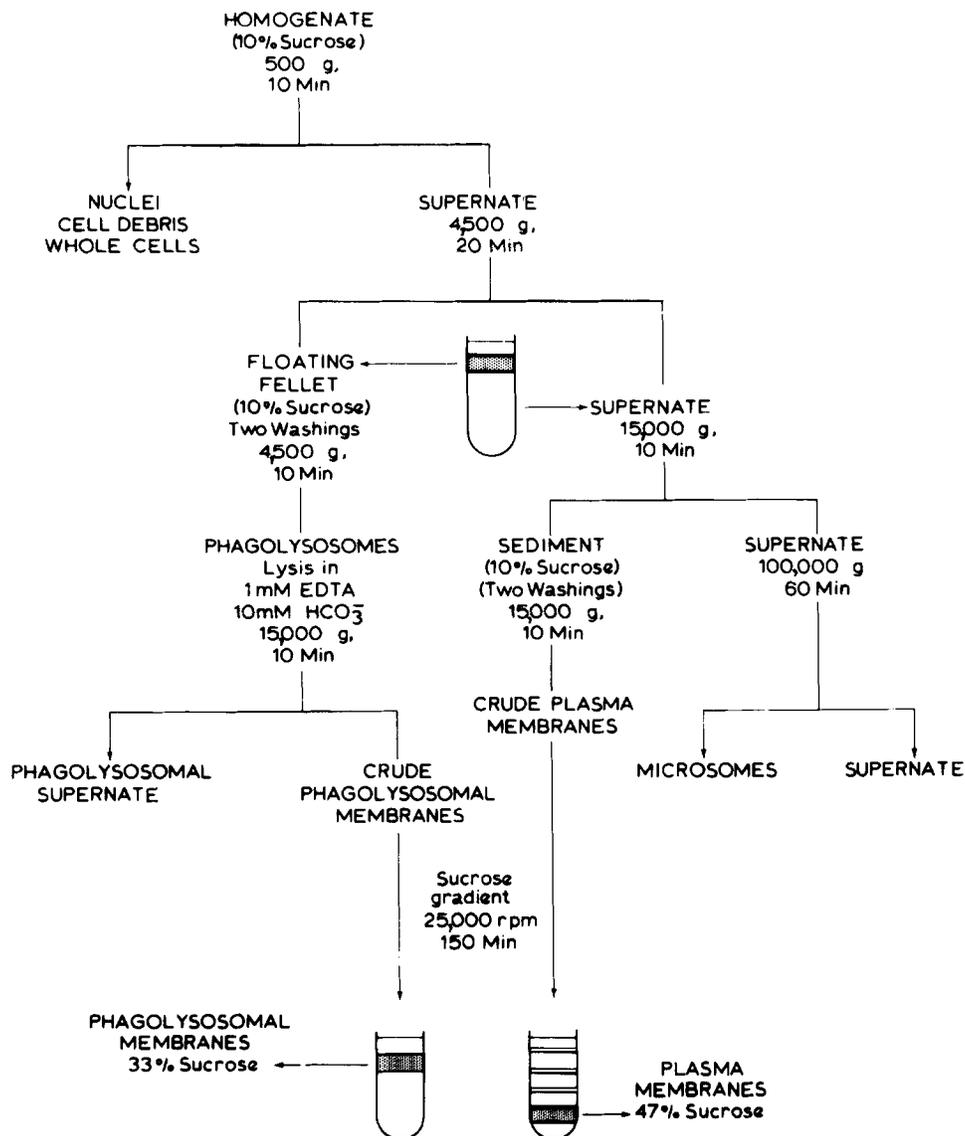 HOMOGENATE
(10% Sucrose)
500 g,
10 Min
NUCLEI
CELL DEBRIS
WHOLE CELLS
SUPERNATE
4,500 g,
20 Min
FLOATING
FELLET
(10% Sucrose)
Two Washings
4,500 g,
10 Min
SUPERNATE
15,000 g,
10 Min
PHAGOLYSOSOMES
Lysis in
1mM EDTA
10mM HCO3̄
15,000 g,
10 Min
SEDIMENT
(10% Sucrose)
(Two Washings)
15,000 g,
10 Min
SUPERNATE
100,000 g
60 Min
CRUDE PLASMA
MEMBRANES
PHAGOLYSOSOMAL
SUPERNATE
CRUDE
PHAGOLYSOSOMAL
MEMBRANES
MICROSOMES
SUPERNATE
Sucrose
gradient
25,000 rpm
150 Min
PHAGOLYSOSOMAL
MEMBRANES
33% Sucrose
PLASMA
MEMBRANES
47% Sucrose